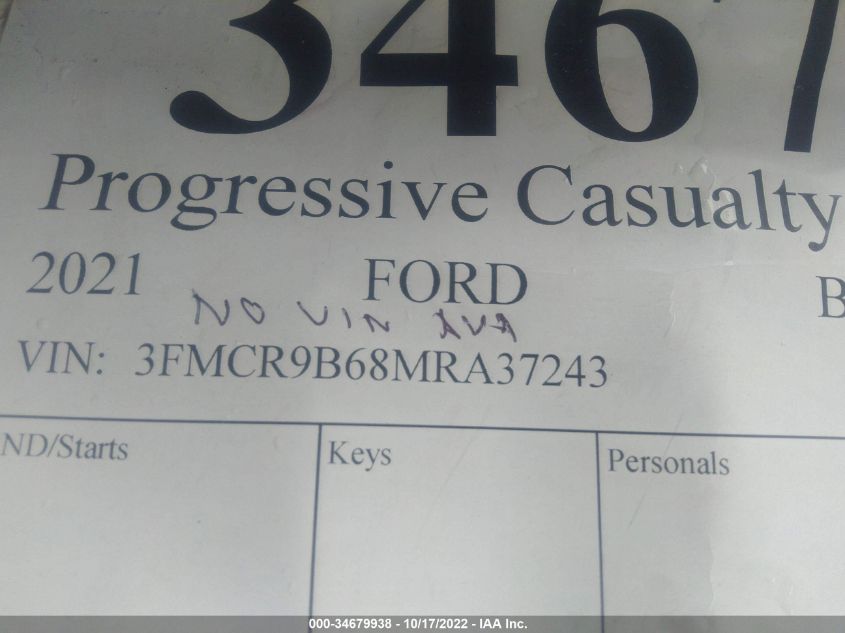 346
Progressive Casualty
2021 FORD B
NO VIN AVA
VIN: 3FMCR9B68MRA37243
ND/Starts Keys Personals
000-34679938 - 10/17/2022 - IAA Inc.